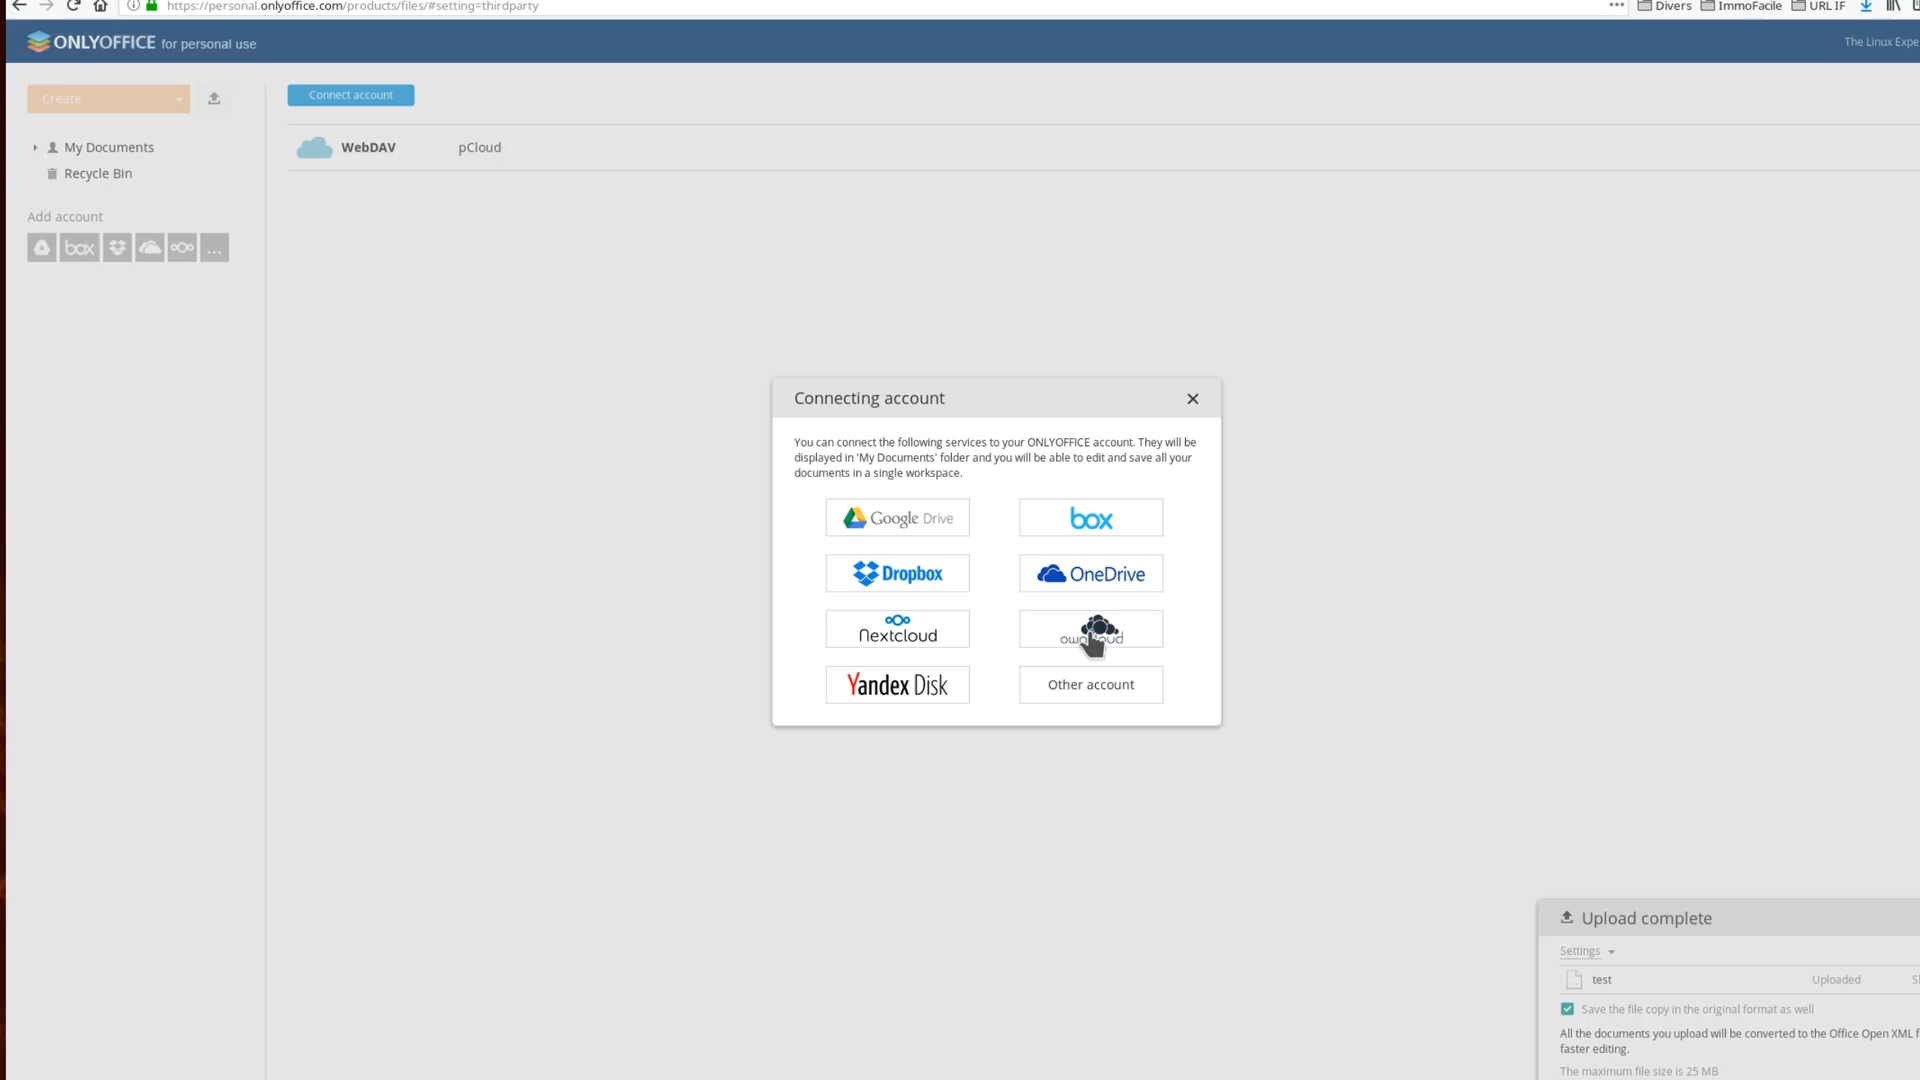 https://personal.onlyoffice.com/products/files/#setting=thirdparty
Divers
ImmoFacile
URL IF
ONLYOFFICE for personal use
The Linux
Create
Connect account
WebDAV pCloud
My Documents
Recycle Bin
Add account
box
...
Connecting account
You can connect the following services to your ONLYOFFICE account. They will be
displayed in 'My Documents' folder and you will be able to edit and save all your
documents in a single workspace.
Google Drive
box
Dropbox
OneDrive
Nextcloud
Yandex Disk
Other account
Upload complete
Settings
test Uploaded
Save the file copy in the original format as well
All the documents you upload will be converted to the Office Open XML
faster editing.
The maximum file size is 25 MB